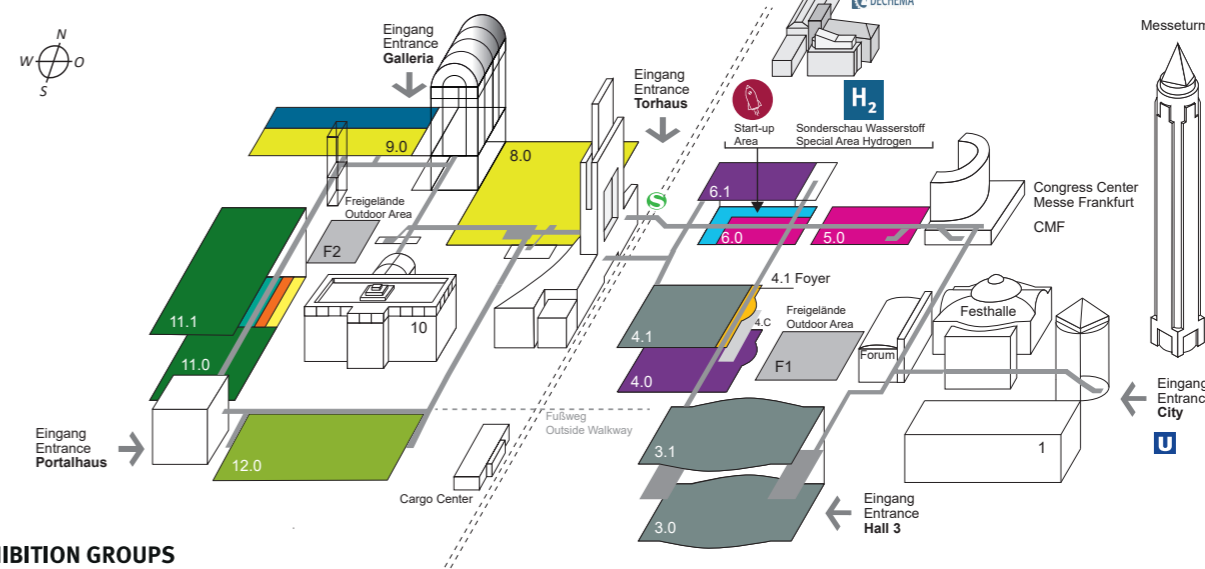 DECHEMA
Messeturm
N
W
O
S
Eingang
Entrance
Galleria
Eingang
Entrance
Torhaus
H2
Start-up
Area
Sonderschau Wasserstoff
Special Area Hydrogen
9.0
8.0
6.1
Congress Center
Messe Frankfurt
CMF
Freigelände
Outdoor Area
F2
S
6.0
5.0
4.1 Foyer
11.1
10
4.1
4.C
Freigelände
Outdoor Area
Festhalle
Forum
11.0
4.0
F1
Eingang
Entrance
City
U
Fußweg
Outside Walkway
Eingang
Entrance
Portalhaus
12.0
3.1
1
Cargo Center
3.0
Eingang
Entrance
Hall 3
HIBITION GROUPS